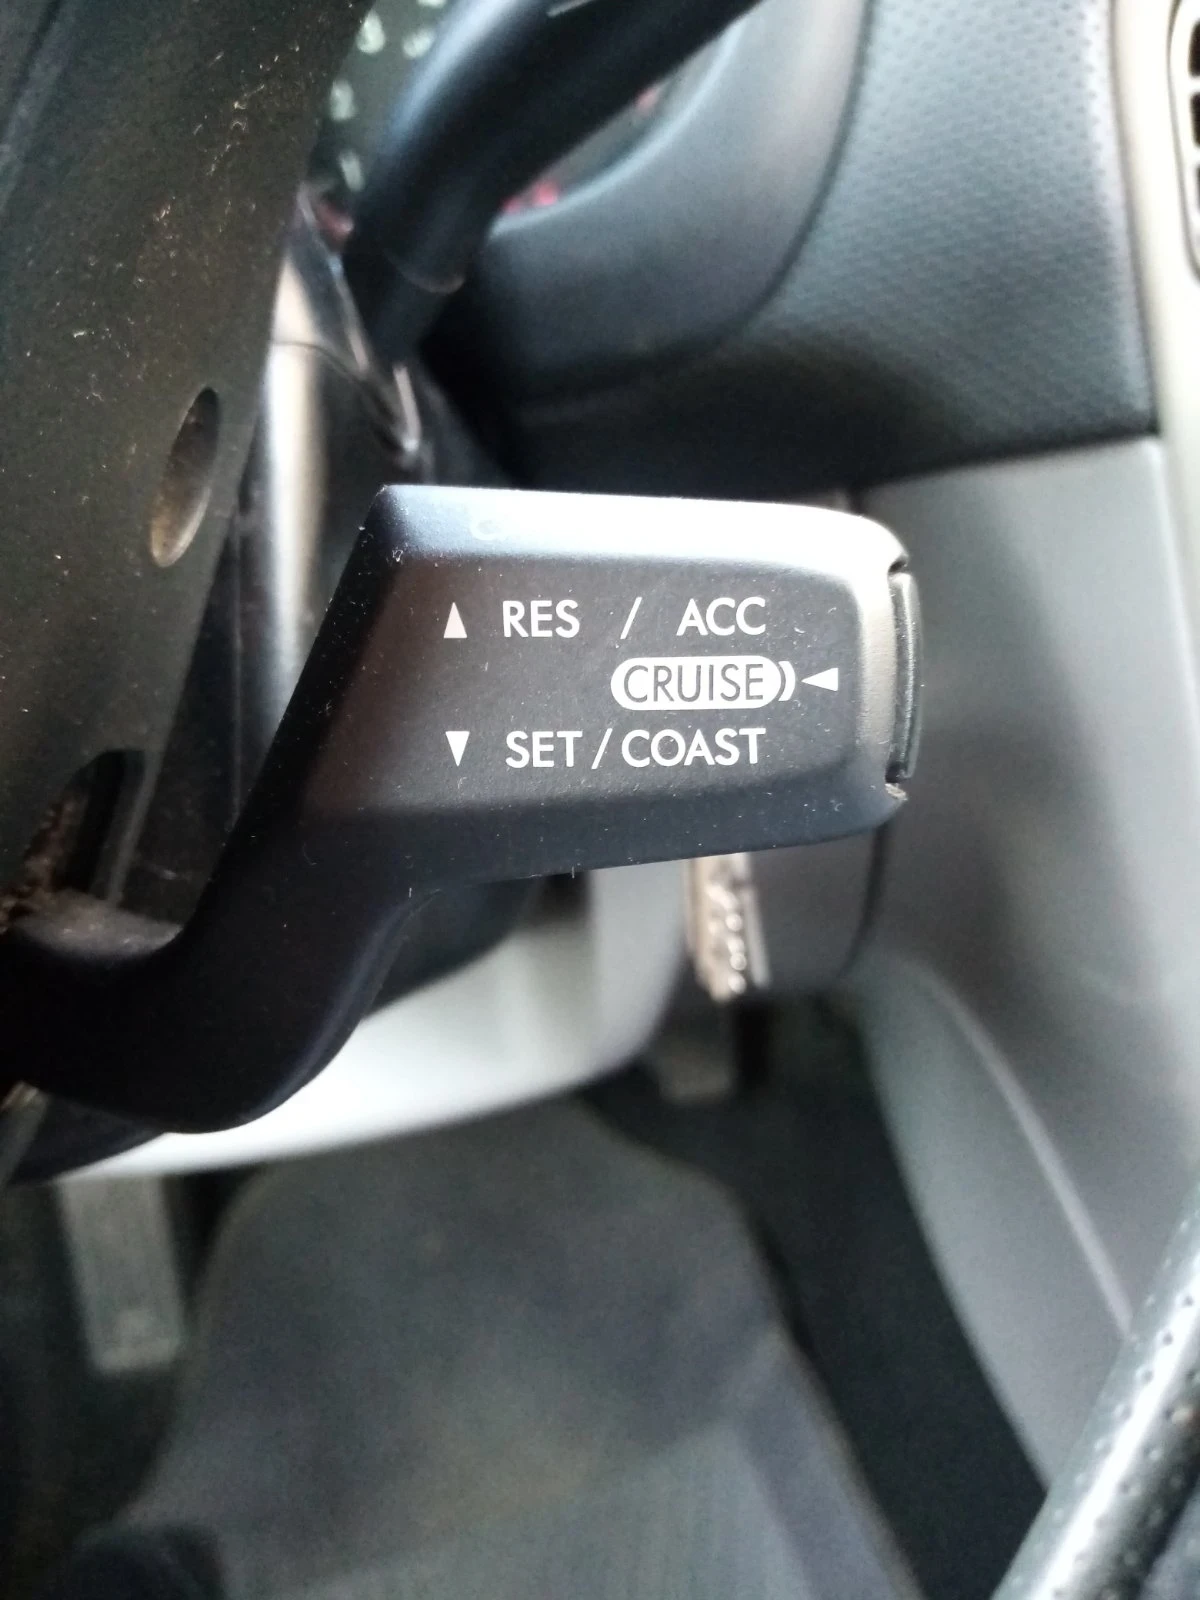 RES / ACC
CRUISE
SET / COAST